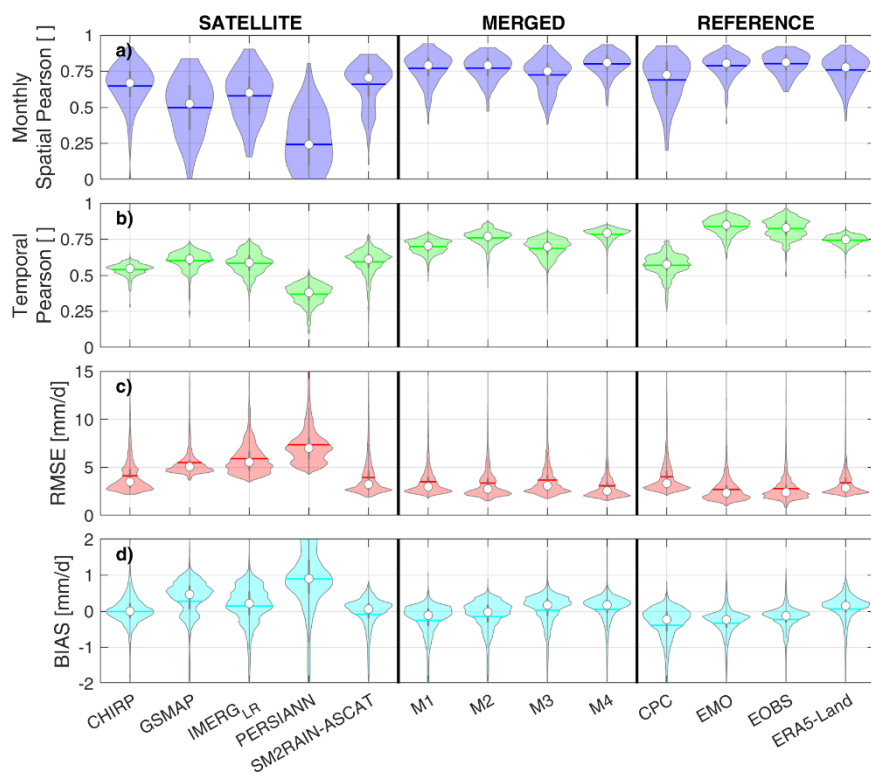 SATELLITE MERGED REFERENCE
a)
Monthly
Spatial Pearson [ ]
1
0.75
0.5
0.25
0
b)
Temporal
Pearson [ ]
1
0.75
0.5
0.25
0
c)
RMSE [mm/d]
15
10
5
0
d)
BIAS [mm/d]
2
1
0
-1
-2
CHIRP GSMAP IMERG_LR PERSIANN SM2RAIN-ASCAT M1 M2 M3 M4 CPC EMO EOBS ERA5-Land